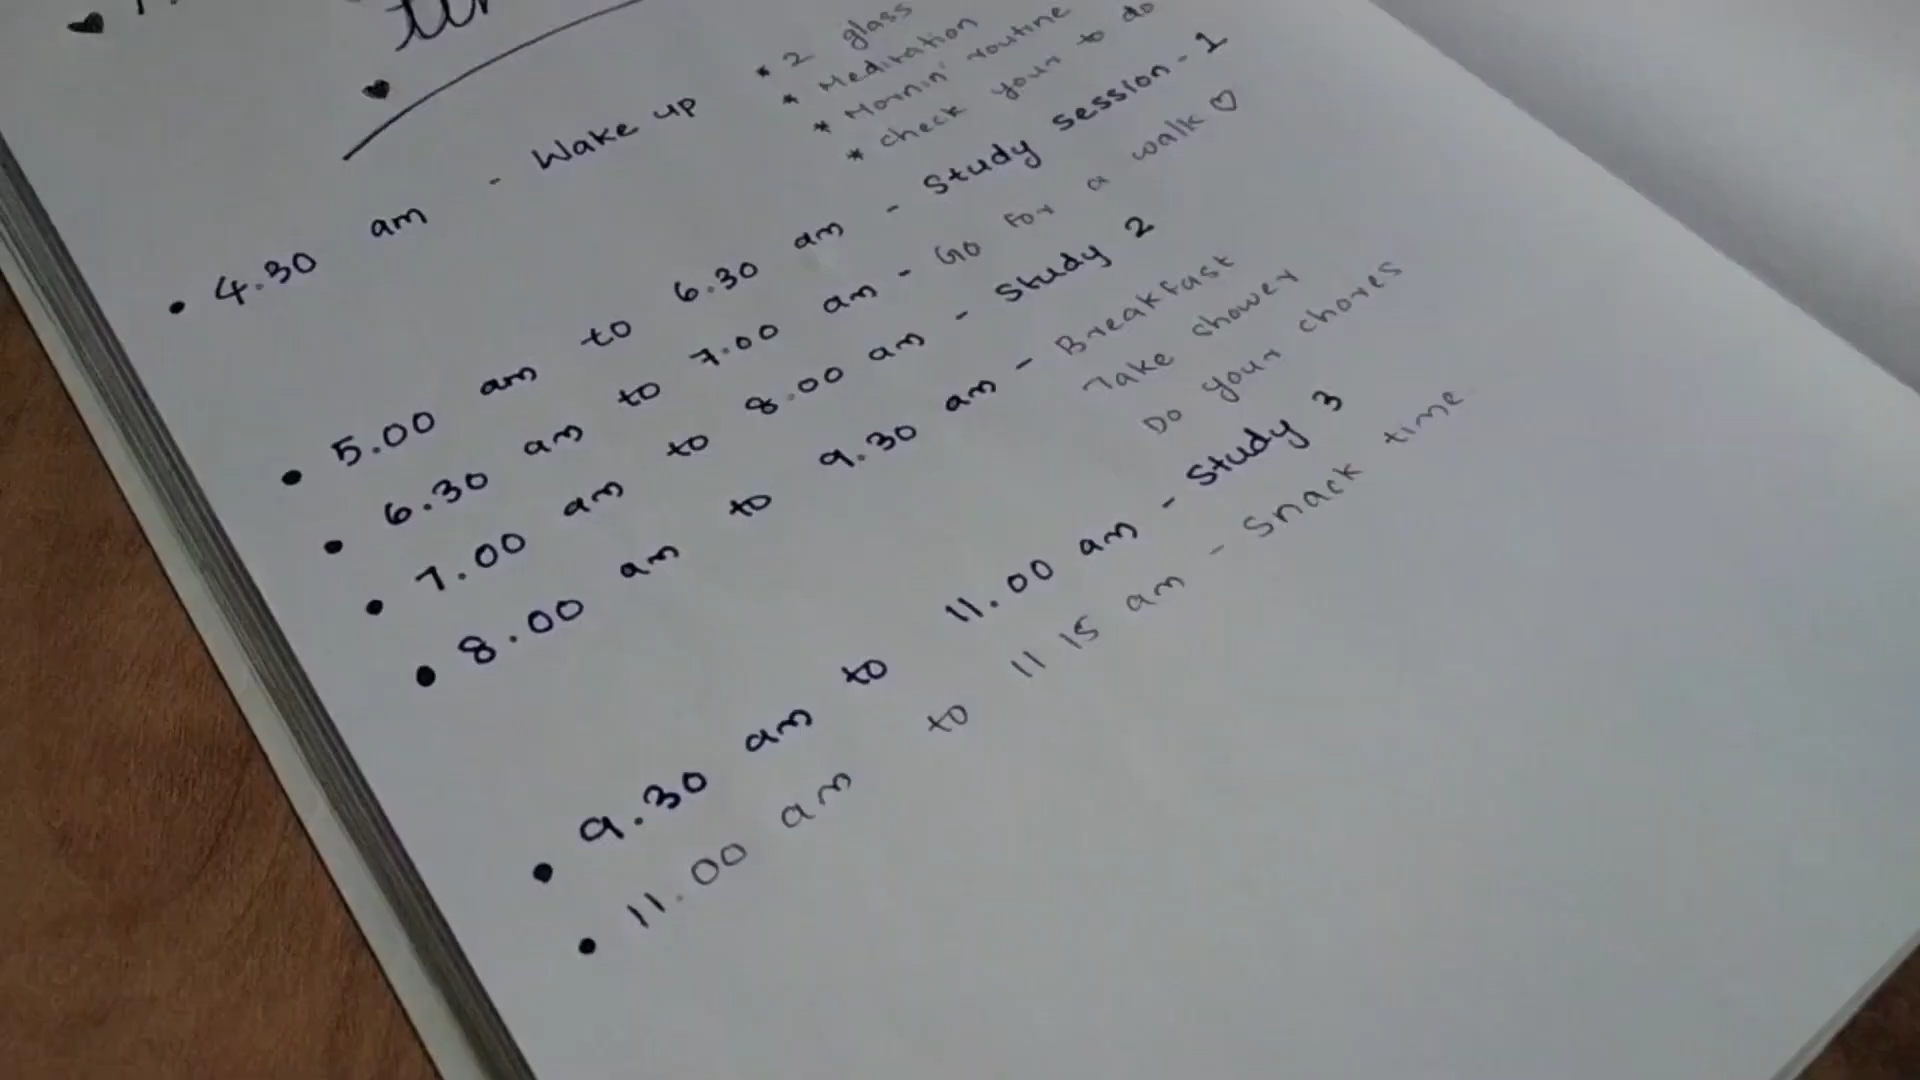 * 2 glass
* Meditation
* Mornin' routine
* check your to do
• 4.30 am - Wake up
• 5.00 am to 6.30 am - Study session - 1
• 6.30 am to 7.00 am - Go for a walk ♡
• 7.00 am to 8.00 am - Study 2
• 8.00 am to 9.30 am - Breakfast
Take shower
Do your chores
• 9.30 am to 11.00 am - Study 3
• 11.00 am to 11 15 am - Snack time